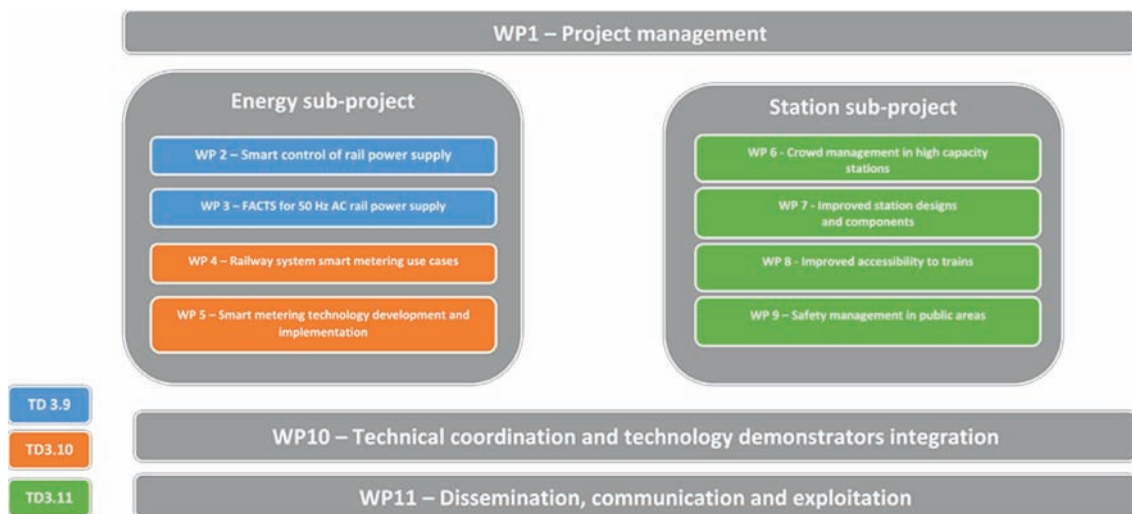 WP1 – Project management
Energy sub-project
WP 2 – Smart control of rail power supply
WP 3 – FACTS for 50 Hz AC rail power supply
WP 4 – Railway system smart metering use cases
WP 5 – Smart metering technology development and
implementation
Station sub-project
WP 6 - Crowd management in high capacity
stations
WP 7 - Improved station designs
and components
WP 8 - Improved accessibility to trains
WP 9 – Safety management in public areas
TD 3.9
TD3.10
TD3.11
WP10 – Technical coordination and technology demonstrators integration
WP11 – Dissemination, communication and exploitation